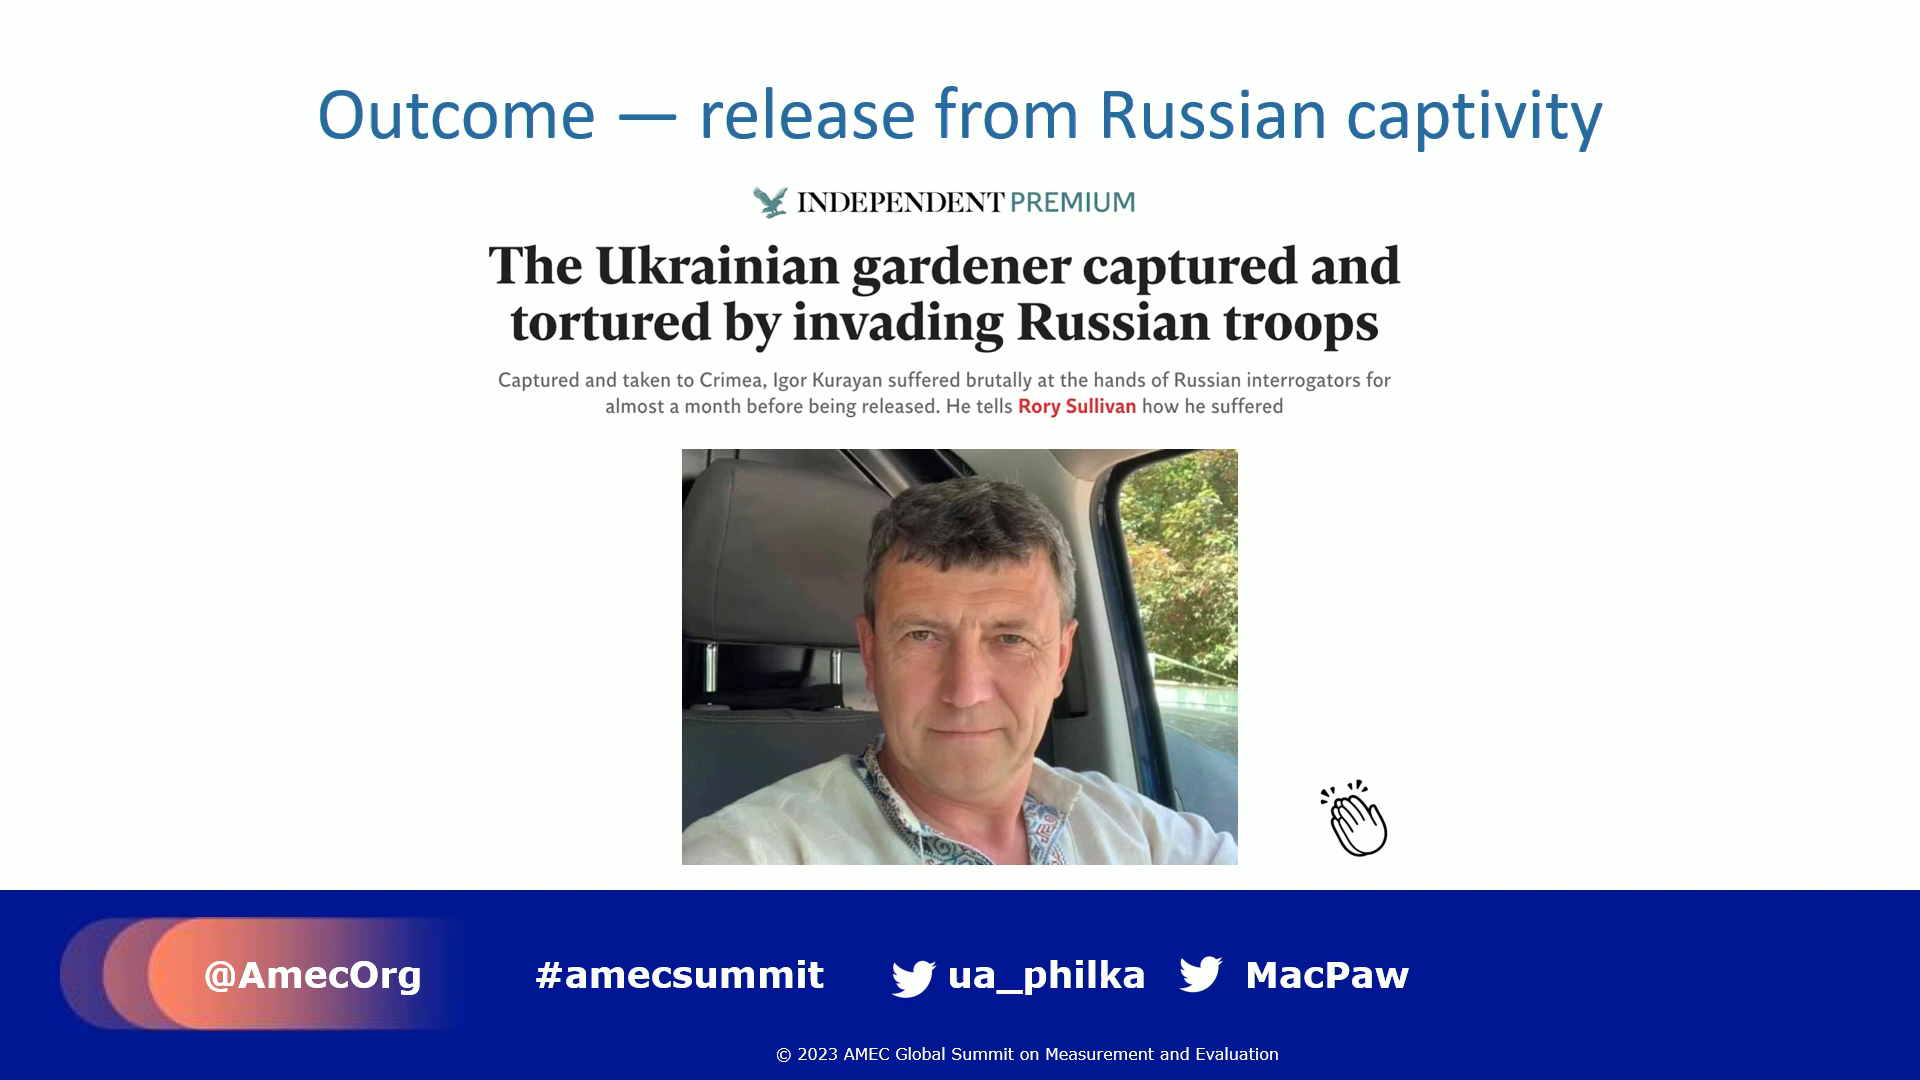 Outcome — release from Russian captivity
INDEPENDENT PREMIUM
The Ukrainian gardener captured and
tortured by invading Russian troops
Captured and taken to Crimea, Igor Kurayan suffered brutally at the hands of Russian interrogators for
almost a month before being released. He tells Rory Sullivan how he suffered
@AmecOrg #amecsummit ua_philka MacPaw
© 2023 AMEC Global Summit on Measurement and Evaluation